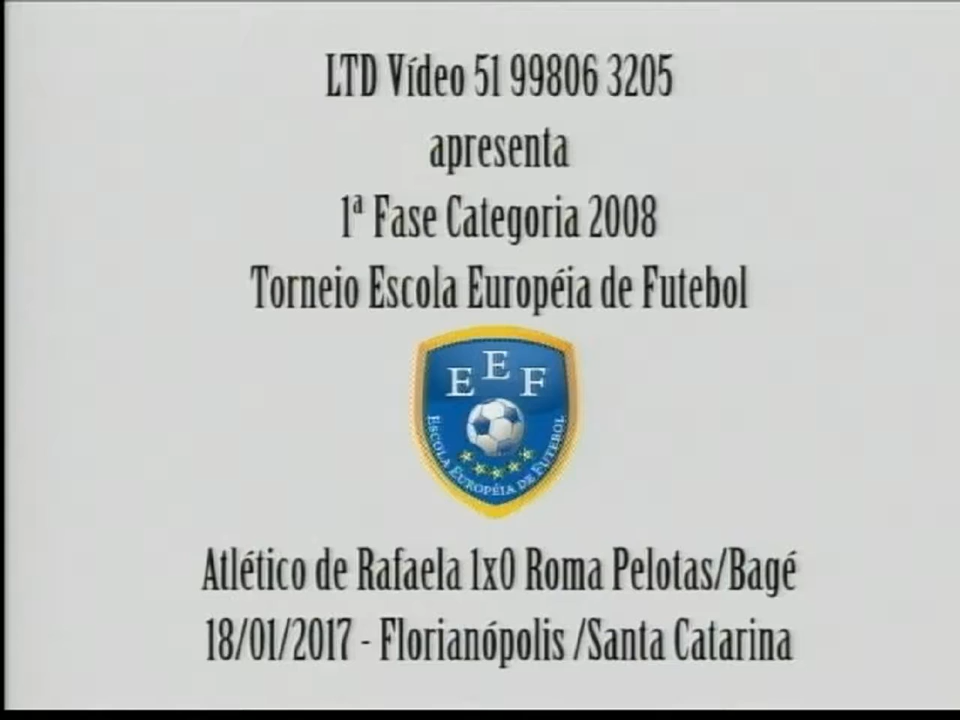 LTD Vídeo 51 99806 3205
apresenta
1ª Fase Categoria 2008
Torneio Escola Européia de Futebol
E E F
ESCOLA EUROPÉIA DE FUTEBOL
Atlético de Rafaela 1x0 Roma Pelotas/Bagé
18/01/2017 - Florianópolis /Santa Catarina